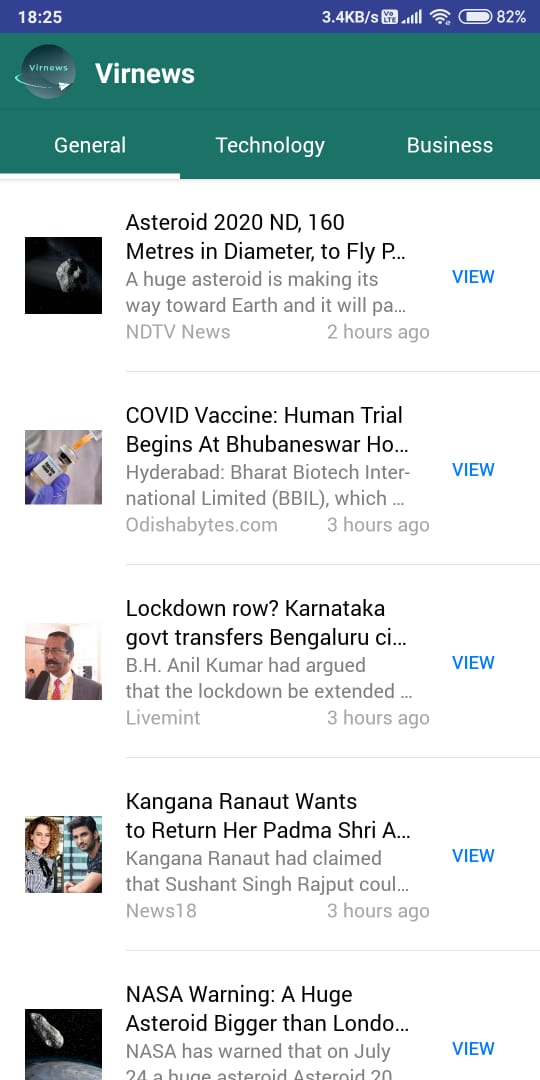 18:25
3.4KB/s Vo LTE 82%
Virnews
Virnews
General Technology Business
Asteroid 2020 ND, 160
Metres in Diameter, to Fly P...
A huge asteroid is making its
way toward Earth and it will pa...
NDTV News 2 hours ago
VIEW
COVID Vaccine: Human Trial
Begins At Bhubaneswar Ho...
Hyderabad: Bharat Biotech Inter-
national Limited (BBIL), which ...
Odishabytes.com 3 hours ago
VIEW
Lockdown row? Karnataka
govt transfers Bengaluru ci...
B.H. Anil Kumar had argued
that the lockdown be extended ...
Livemint 3 hours ago
VIEW
Kangana Ranaut Wants
to Return Her Padma Shri A...
Kangana Ranaut had claimed
that Sushant Singh Rajput coul...
News18 3 hours ago
VIEW
NASA Warning: A Huge
Asteroid Bigger than Londo...
NASA has warned that on July
24 a huge asteroid Asteroid 20
VIEW